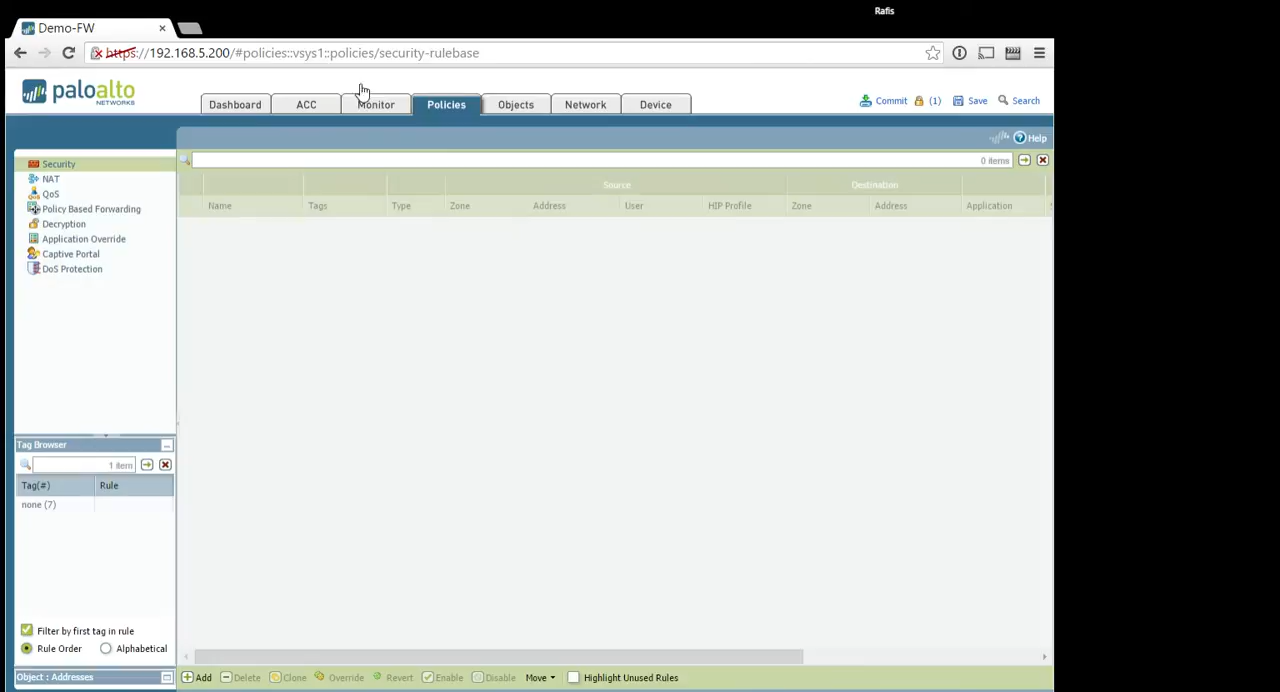 Rafis
Demo-FW
https://192.168.5.200/#policies::vsys1::policies/security-rulebase
paloalto
NETWORKS
Dashboard ACC Monitor Policies Objects Network Device
Commit (1) Save Search
Help
Security
NAT
QoS
Policy Based Forwarding
Decryption
Application Override
Captive Portal
DoS Protection
0 items
Source Destination
Name Tags Type Zone Address User HIP Profile Zone Address Application
Tag Browser
1 item
Tag(#) Rule
none (7)
Filter by first tag in rule
Rule Order Alphabetical
Object : Addresses
Add Delete Clone Override Revert Enable Disable Move Highlight Unused Rules